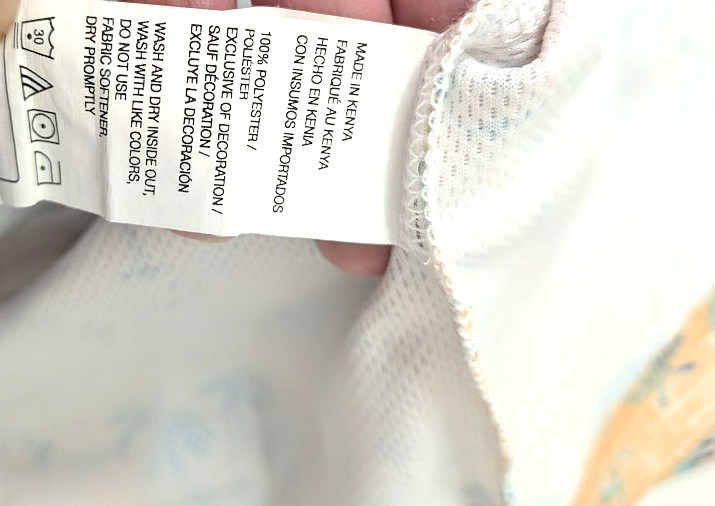 MADE IN KENYA
FABRIQUÉ AU KENYA
HECHO EN KENIA
CON INSUMOS IMPORTADOS
100% POLYESTER /
POLIÉSTER
EXCLUSIVE OF DECORATION /
SAUF DÉCORATION /
EXCLUYE LA DECORACIÓN
WASH AND DRY INSIDE OUT,
WASH WITH LIKE COLORS,
DO NOT USE
FABRIC SOFTENER,
DRY PROMPTLY
30